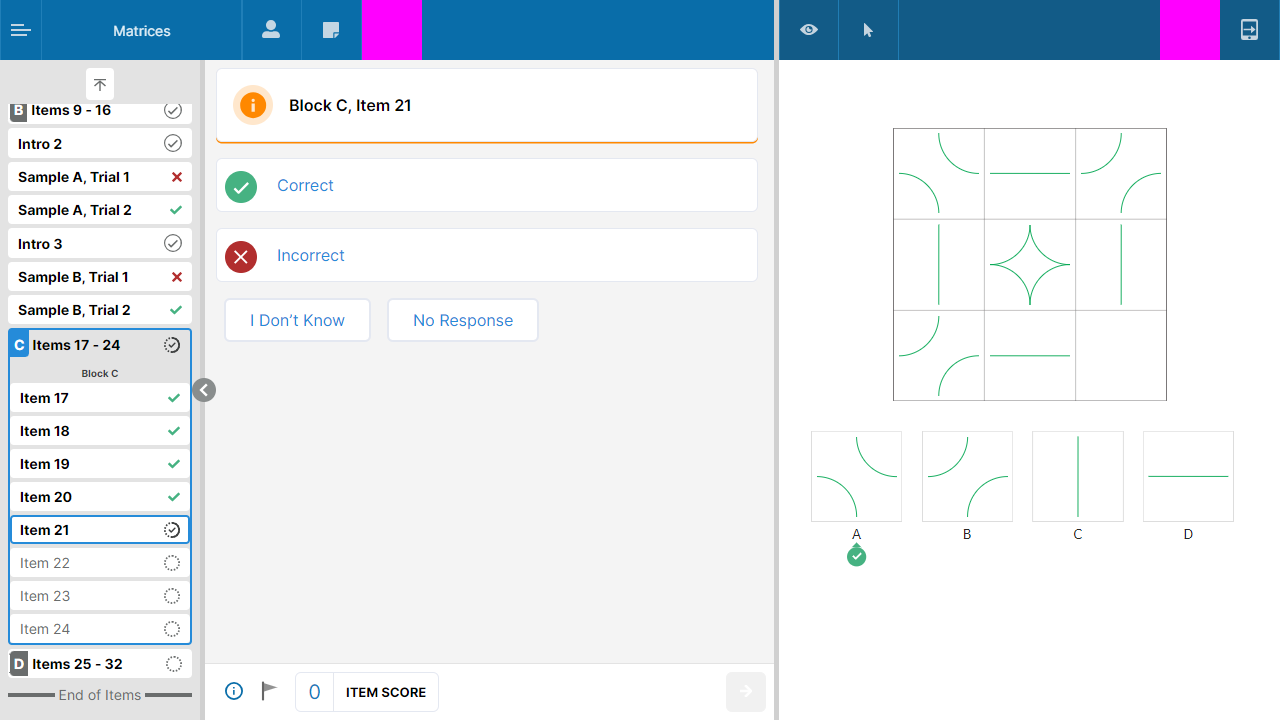 Matrices
B Items 9 - 16
Intro 2
Sample A, Trial 1
Sample A, Trial 2
Intro 3
Sample B, Trial 1
Sample B, Trial 2
C Items 17 - 24
Block C
Item 17
Item 18
Item 19
Item 20
Item 21
Item 22
Item 23
Item 24
D Items 25 - 32
End of Items
Block C, Item 21
Correct
Incorrect
I Don’t Know No Response
0 ITEM SCORE
A B C D